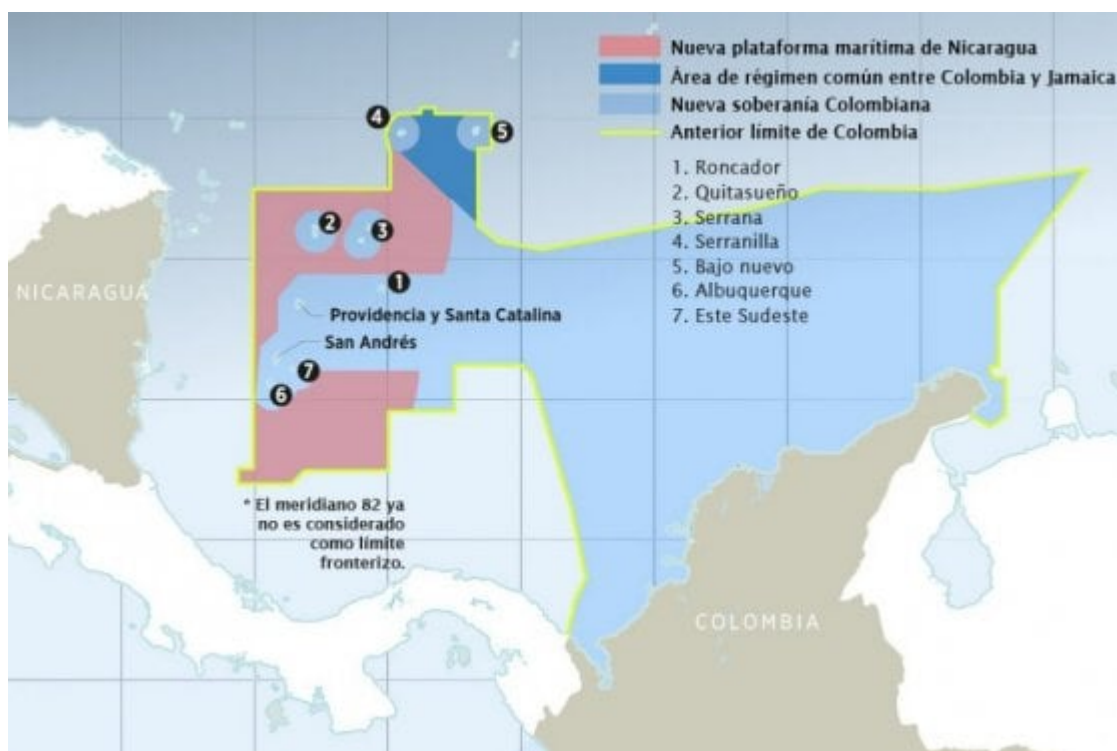 Nueva plataforma marítima de Nicaragua
Área de régimen común entre Colombia y Jamaica
Nueva soberanía Colombiana
Anterior límite de Colombia
1. Roncador
2. Quitasueño
3. Serrana
4. Serranilla
5. Bajo nuevo
6. Albuquerque
7. Este Sudeste
4
5
2
3
1
NICARAGUA
Providencia y Santa Catalina
San Andrés
7
6
* El meridiano 82 ya
no es considerado
como límite
fronterizo.
COLOMBIA